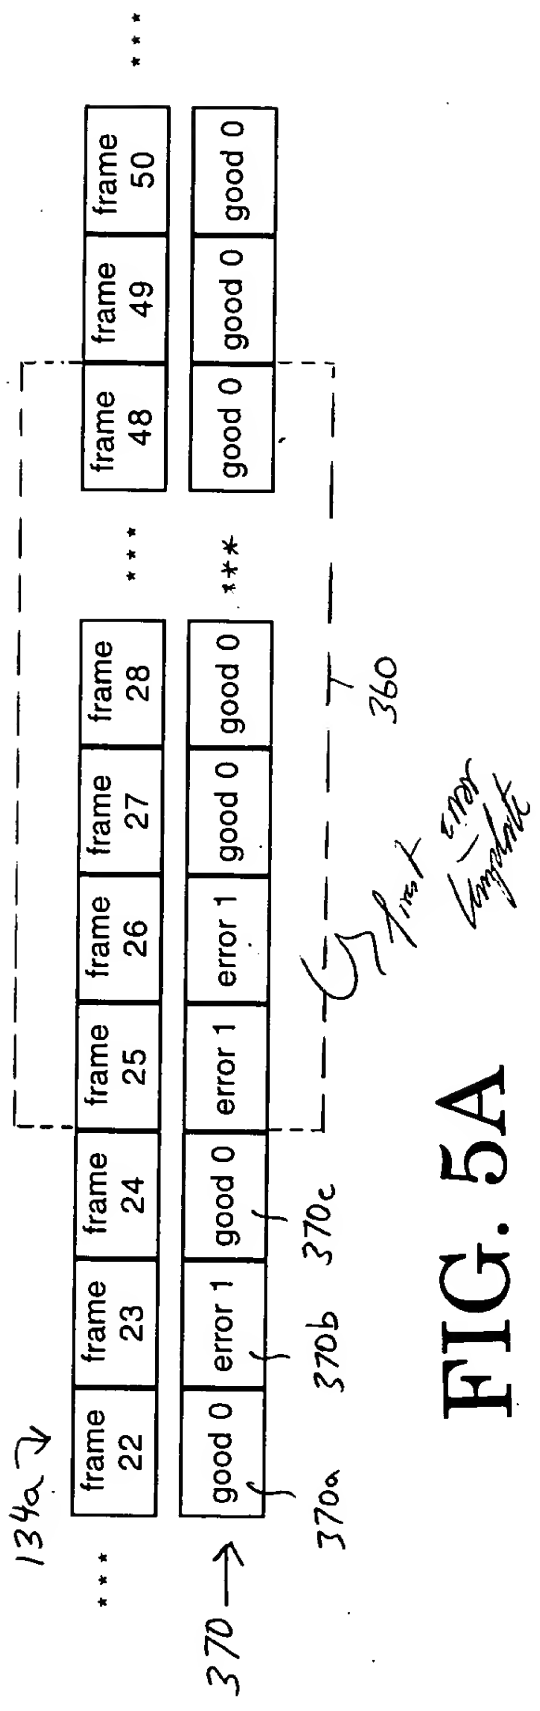 134a
*** frame 22 frame 23 frame 24 frame 25 frame 26 frame 27 frame 28 *** frame 48 frame 49 frame 50 ***
370 good 0 error 1 good 0 error 1 error 1 good 0 good 0 *** good 0 good 0 good 0
370a 370b 370c 360
first
FIG. 5A